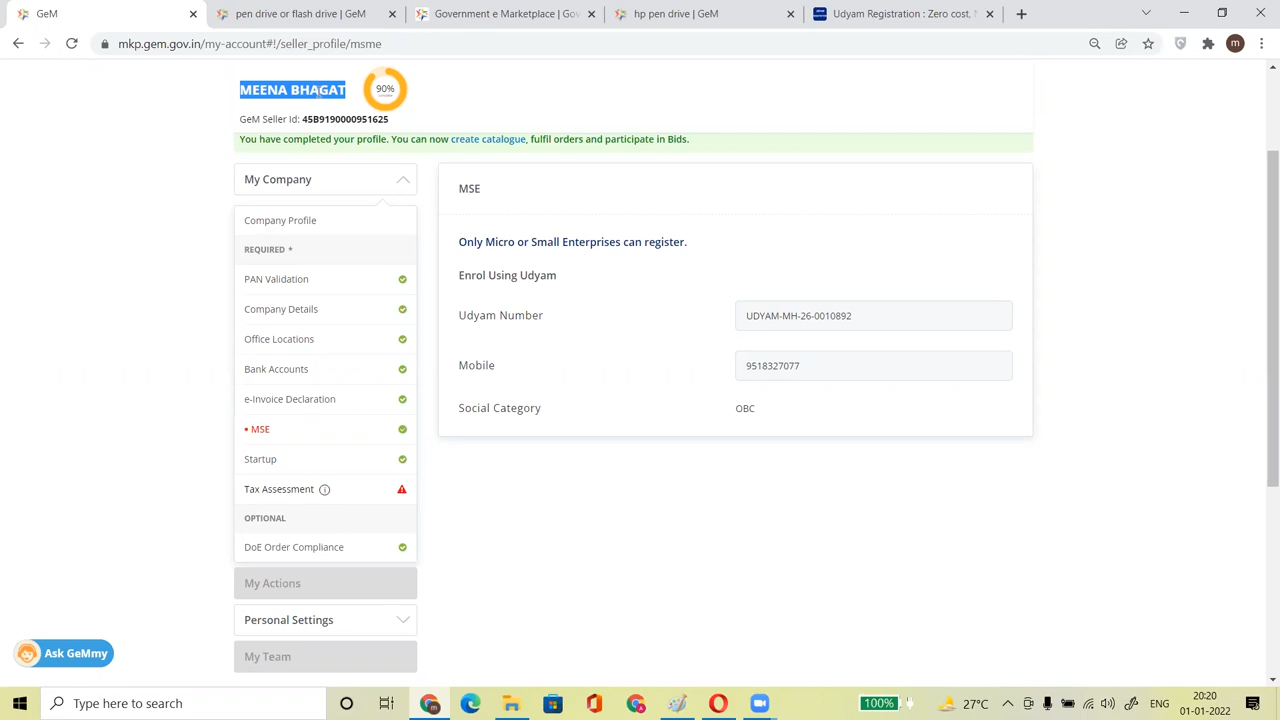 GeM
pen drive or flash drive | GeM
Government e Marketplace | Gov
hp pen drive | GeM
Udyam Registration : Zero cost, N
mkp.gem.gov.in/my-account#!/seller_profile/msme
m
MEENA BHAGAT
90%
GeM Seller Id: 45B9190000951625
You have completed your profile. You can now create catalogue, fulfil orders and participate in Bids.
My Company
Company Profile
REQUIRED *
PAN Validation
Company Details
Office Locations
Bank Accounts
e-Invoice Declaration
• MSE
Startup
Tax Assessment
OPTIONAL
DoE Order Compliance
My Actions
Personal Settings
My Team
MSE
Only Micro or Small Enterprises can register.
Enrol Using Udyam
Udyam Number
UDYAM-MH-26-0010892
Mobile
9518327077
Social Category
OBC
Ask GeMmy
Type here to search
100%
27°C
ENG
20:20
01-01-2022